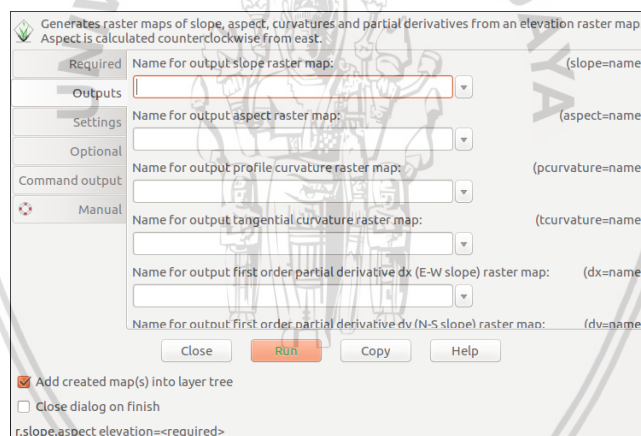 Generates raster maps of slope, aspect, curvatures and partial derivatives from an elevation raster map
Aspect is calculated counterclockwise from east.
Required
Outputs
Settings
Optional
Command output
Manual
Name for output slope raster map: (slope=name
Name for output aspect raster map: (aspect=name
Name for output profile curvature raster map: (pcurvature=name
Name for output tangential curvature raster map: (tcurvature=name
Name for output first order partial derivative dx (E-W slope) raster map: (dx=name
Name for output first order partial derivative dy (N-S slope) raster map: (dy=name
Close Run Copy Help
Add created map(s) into layer tree
Close dialog on finish
r.slope.aspect elevation=<required>